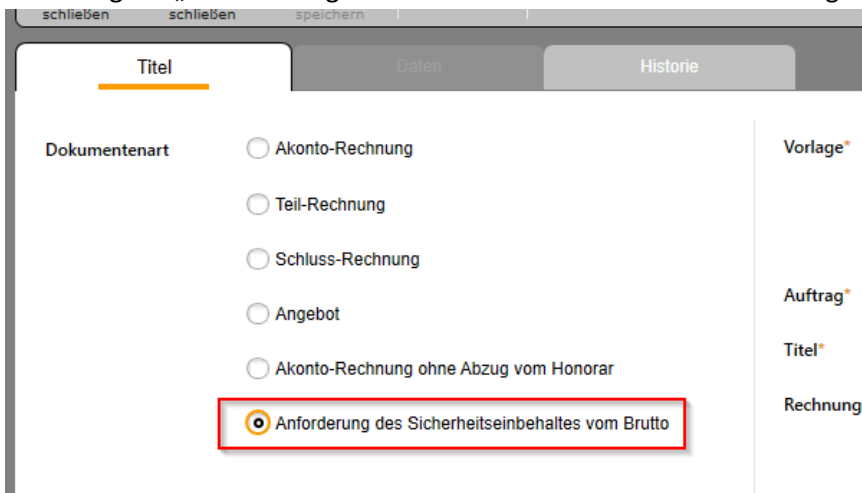 schließen schließen speichern
Titel Daten Historie
Dokumentenart Akonto-Rechnung Vorlage*
Teil-Rechnung
Schluss-Rechnung
Angebot Auftrag*
Akonto-Rechnung ohne Abzug vom Honorar Titel*
Anforderung des Sicherheitseinbehaltes vom Brutto Rechnung